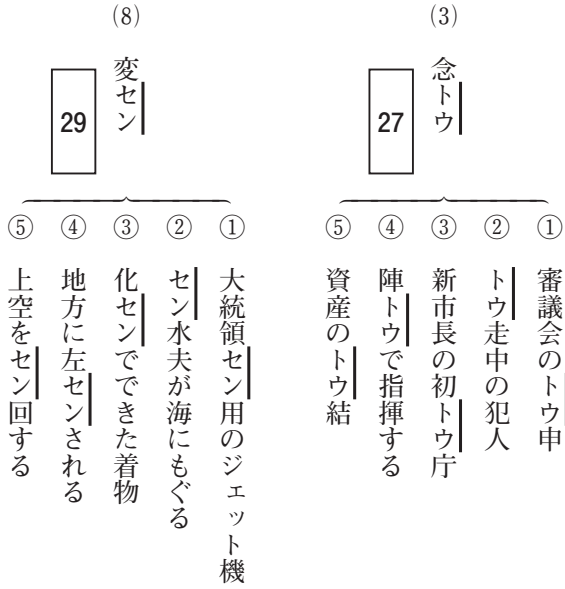 (3)
念トウ
27
① 審議会のトウ申
② トウ走中の犯人
③ 新市長の初トウ庁
④ 陣トウで指揮する
⑤ 資産のトウ結
(8)
変セン
29
① 大統領セン用のジェット機
② セン水夫が海にもぐる
③ 化センでできた着物
④ 地方に左センされる
⑤ 上空をセン回する